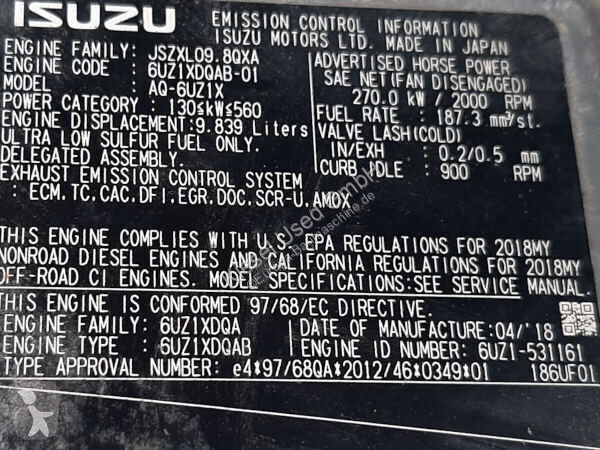 ISUZU
EMISSION CONTROL INFORMATION
ISUZU MOTORS LTD. MADE IN JAPAN
ENGINE FAMILY: JSZXL09.8QXA
ENGINE CODE : 6UZ1XDQAB-01
MODEL : AQ-6UZ1X
POWER CATEGORY : 130≤kW≤560
ENGINE DISPLACEMENT:9.839 Liters
ULTRA LOW SULFUR FUEL ONLY.
DELEGATED ASSEMBLY.
EXHAUST EMISSION CONTROL SYSTEM
: ECM.TC.CAC.DFI.EGR.DOC.SCR-U.AMOX
ADVERTISED HORSE POWER
SAE NET(FAN DISENGAGED)
270.0 kW / 2000 RPM
FUEL RATE : 187.3 mm³/st.
VALVE LASH(COLD)
IN/EXH : 0.2/0.5 mm
CURB IDLE : 900 RPM
THIS ENGINE COMPLIES WITH U.S. EPA REGULATIONS FOR 2018MY
NONROAD DIESEL ENGINES AND CALIFORNIA REGULATIONS FOR 2018MY
OFF-ROAD CI ENGINES. MODEL SPECIFICATIONS:SEE SERVICE MANUAL.
THIS ENGINE IS CONFORMED 97/68/EC DIRECTIVE.
ENGINE FAMILY : 6UZ1XDQA
DATE OF MANUFACTURE:04/'18
ENGINE TYPE : 6UZ1XDQAB
ENGINE ID NUMBER: 6UZ1-531161
TYPE APPROVAL NUMBER: e4*97/68QA*2012/46*0349*01
186UF01